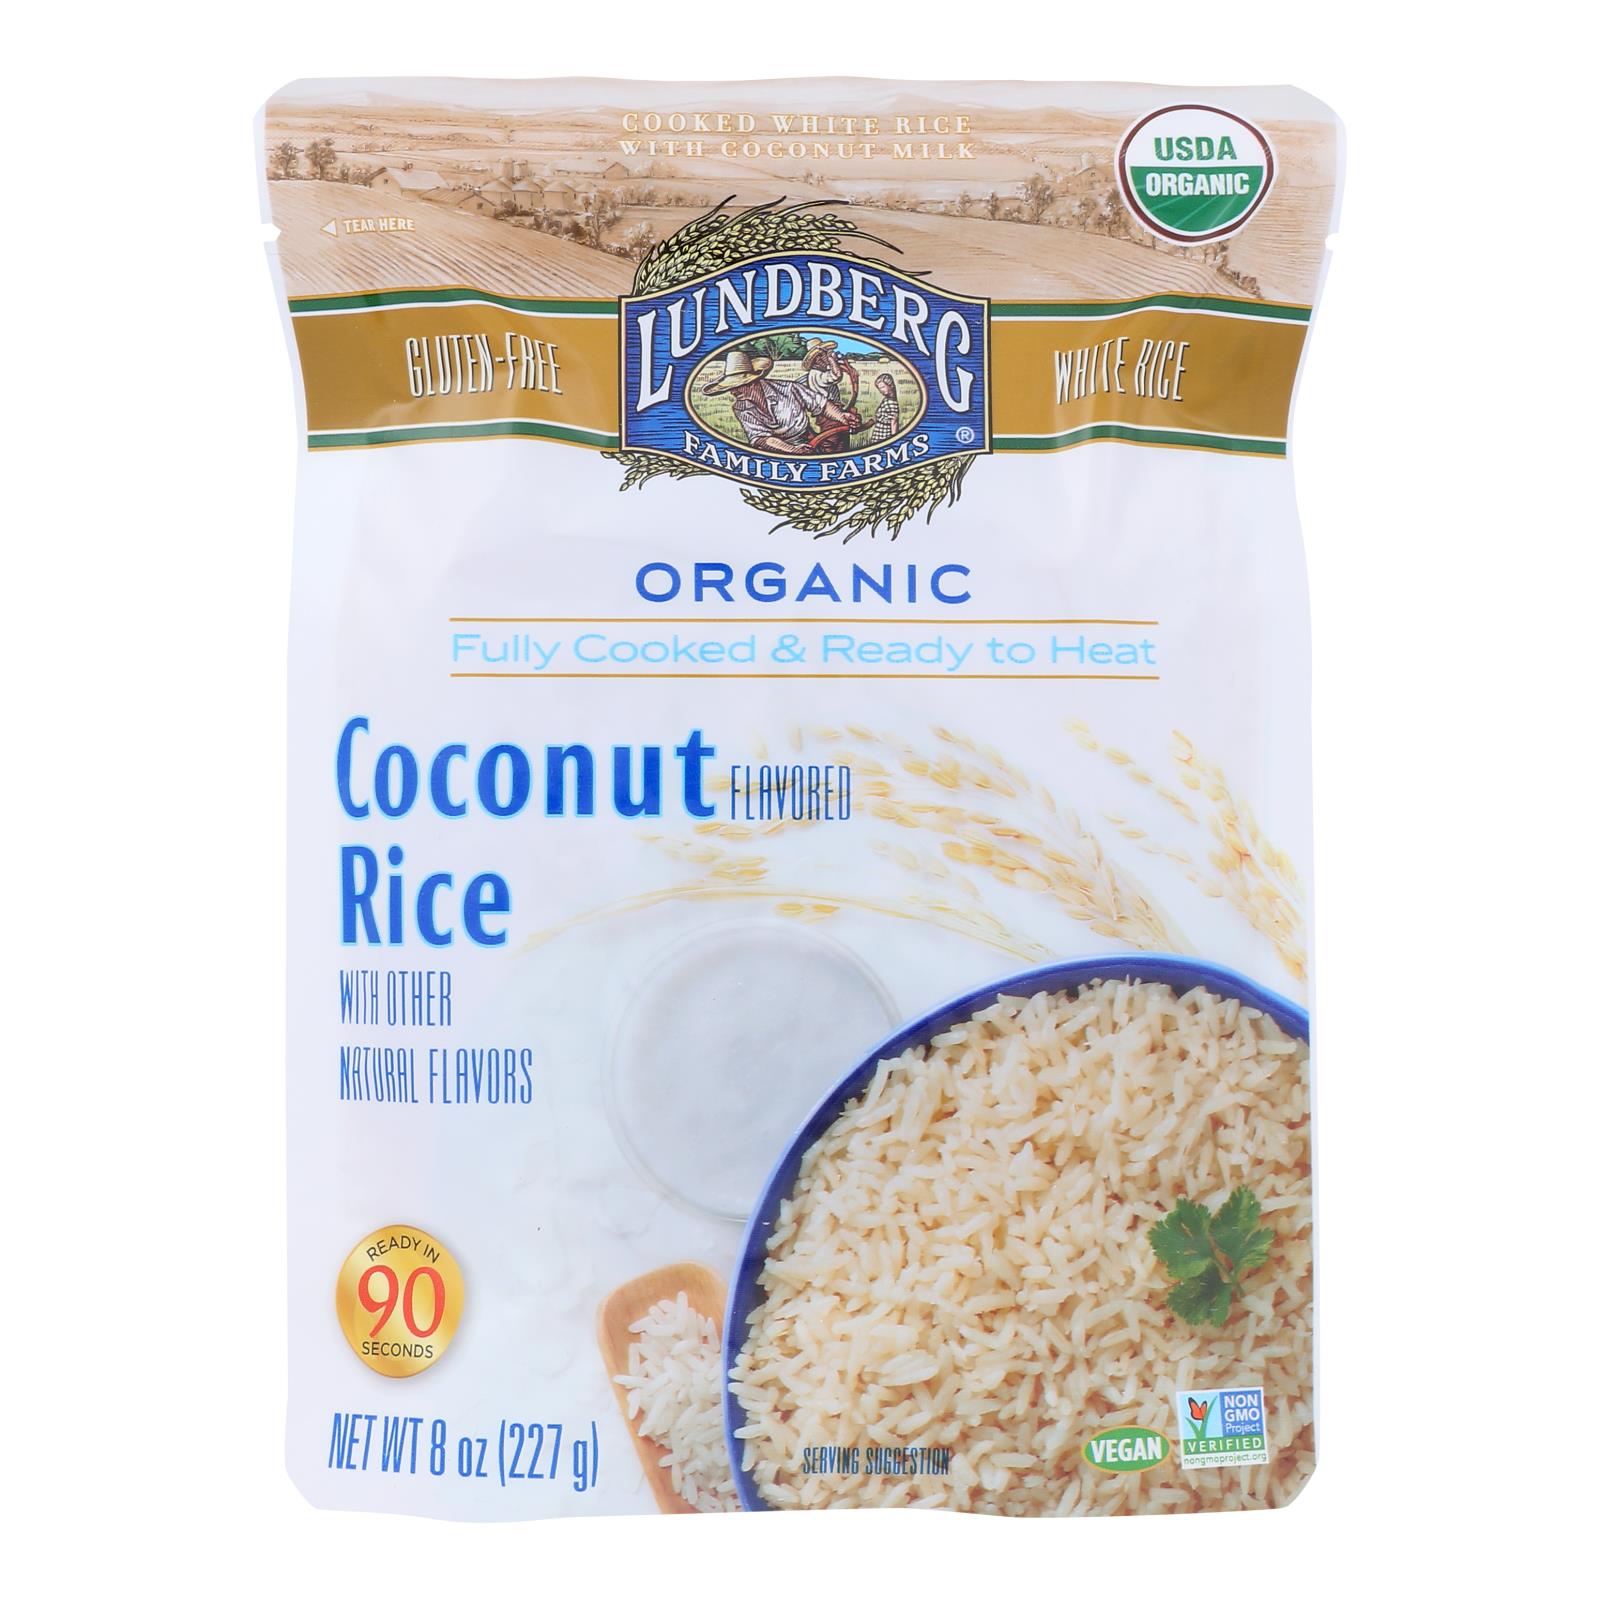 COOKED WHITE RICE
WITH COCONUT MILK
USDA
ORGANIC
TEAR HERE
LUNDBERG
FAMILY FARMS ®
GLUTEN-FREE
WHITE RICE
ORGANIC
Fully Cooked & Ready to Heat
Coconut FLAVORED
Rice
WITH OTHER
NATURAL FLAVORS
READY IN
90
SECONDS
NET WT 8 oz (227 g)
SERVING SUGGESTION
VEGAN
NON
GMO
Project
VERIFIED
nongmoproject.org